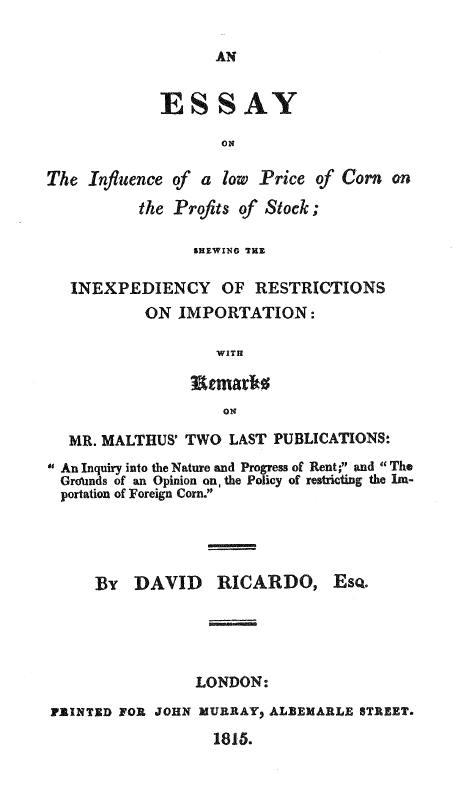 AN
ESSAY
ON
The Influence of a low Price of Corn on
the Profits of Stock;
SHEWING THE
INEXPEDIENCY OF RESTRICTIONS
ON IMPORTATION:
WITH
Remarks
ON
MR. MALTHUS' TWO LAST PUBLICATIONS:
"An Inquiry into the Nature and Progress of Rent;" and "The
Grounds of an Opinion on the Policy of restricting the Im-
portation of Foreign Corn."
BY DAVID RICARDO, ESQ.
LONDON:
PRINTED FOR JOHN MURRAY, ALBEMARLE STREET.
1815.